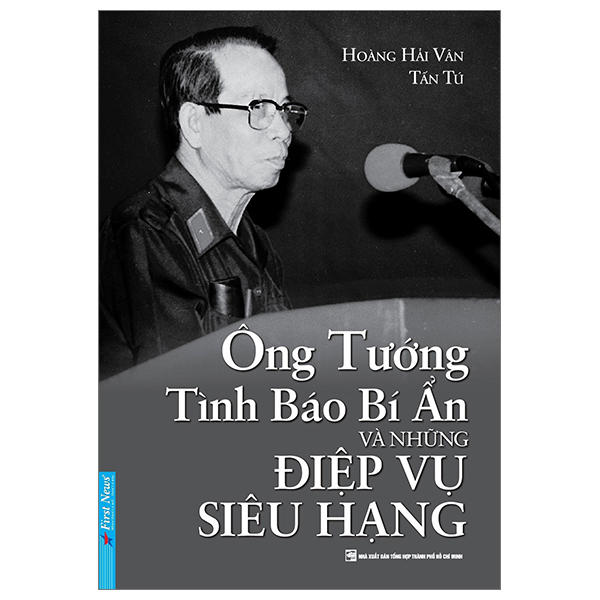 Hoàng Hải Vân
Tấn Tú
Ông Tướng
Tình Báo Bí Ẩn
VÀ NHỮNG
ĐIỆP VỤ
SIÊU HẠNG
First News
NHÀ XUẤT BẢN TỔNG HỢP THÀNH PHỐ HỒ CHÍ MINH